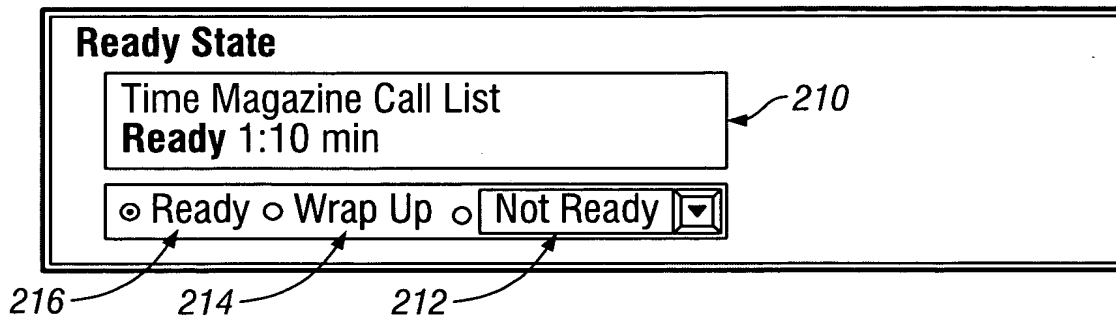 Ready State
Time Magazine Call List
Ready 1:10 min
210
Ready Wrap Up Not Ready
216 214 212